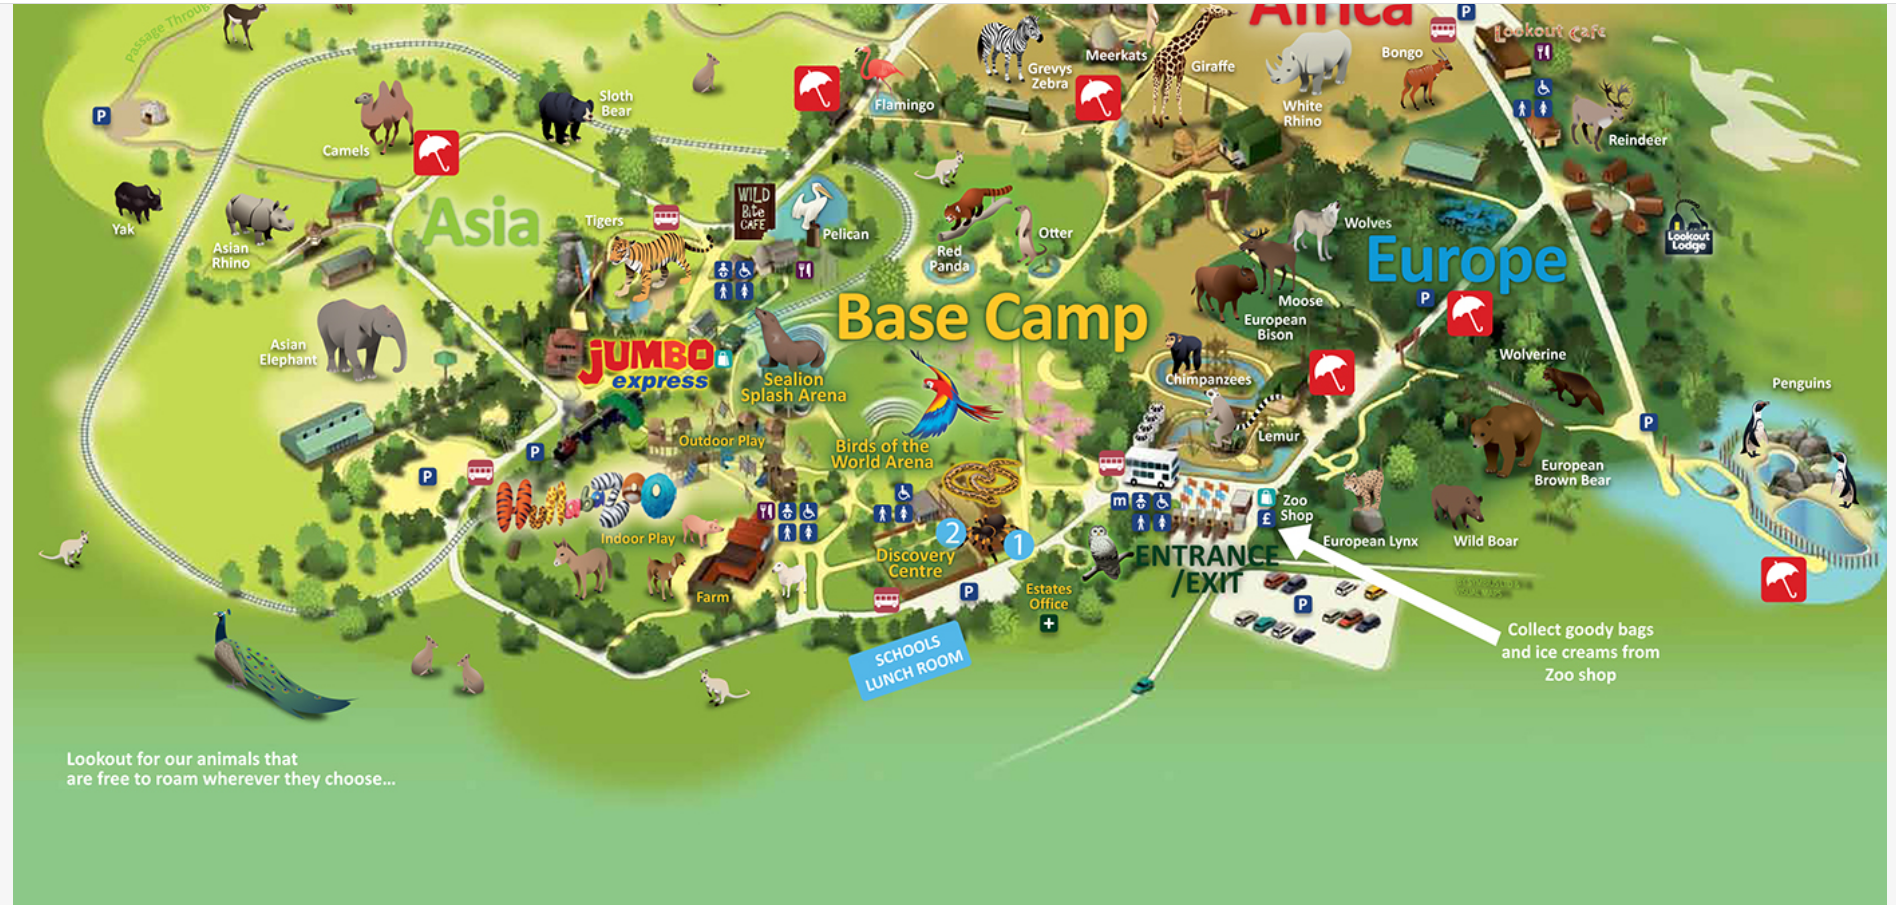 Passage Throug
Africa
P
Lookout Cafe
Meerkats
Grevys
Zebra
Giraffe
Bongo
White
Rhino
Flamingo
Sloth
Bear
Camels
P
Reindeer
Yak
Asian
Rhino
Asia
Tigers
WILD
Bite
CAFE
Pelican
Red
Panda
Otter
Wolves
Europe
Lookout
Lodge
Moose
European
Bison
P
Base Camp
Asian
Elephant
JUMBO
express
Sealion
Splash Arena
Chimpanzees
Wolverine
Penguins
Outdoor Play
Birds of the
World Arena
Lemur
P
P
P
European
Brown Bear
HullabaZOO
Indoor Play
m
Zoo
Shop
£
European Lynx
Wild Boar
2
1
Discovery
Centre
ENTRANCE
/EXIT
Farm
P
Estates
Office
P
SCHOOLS
LUNCH ROOM
Collect goody bags
and ice creams from
Zoo shop
Lookout for our animals that
are free to roam wherever they choose...